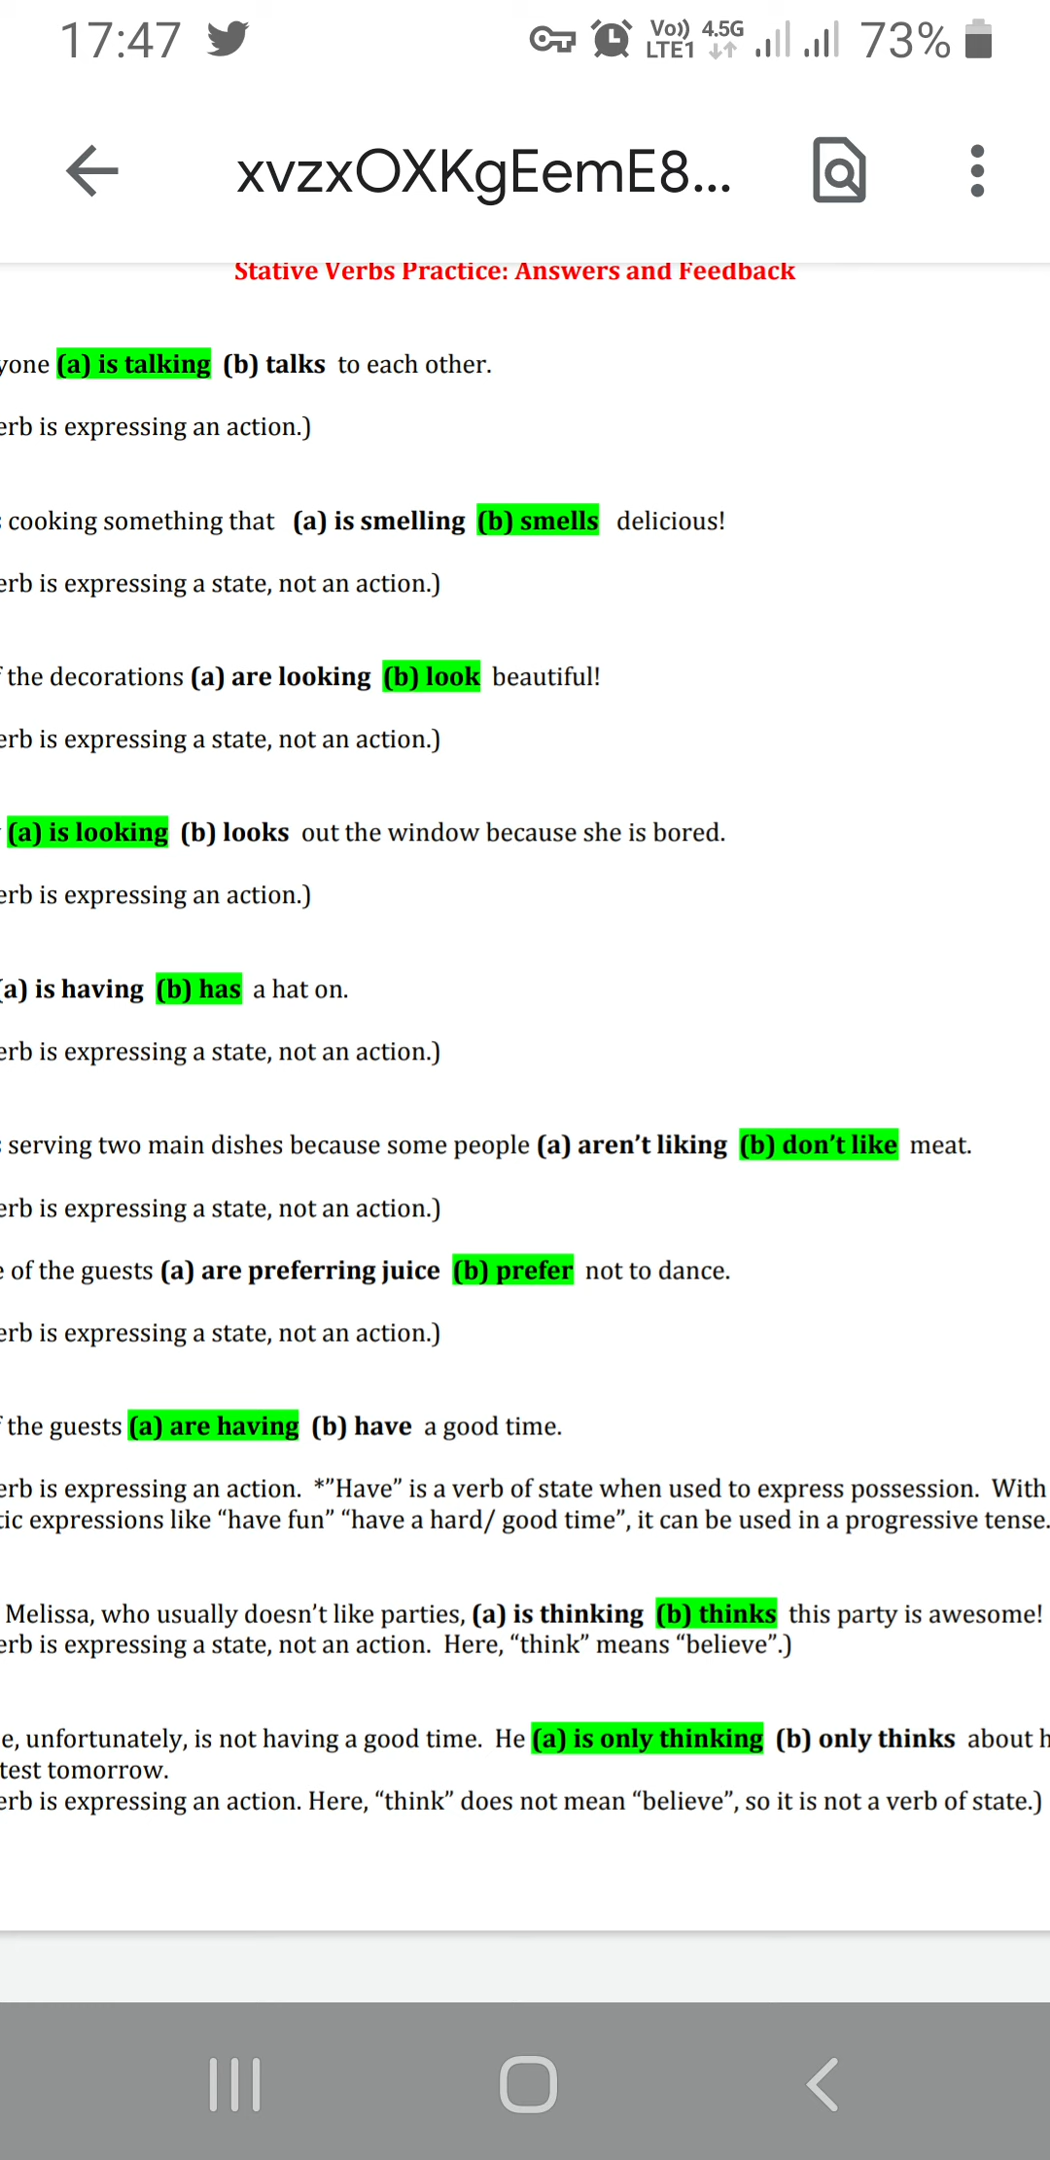 17:47 Vo)) LTE1 4.5G 73%
xvzxOXKgEemE8...
Stative Verbs Practice: Answers and Feedback
yone (a) is talking (b) talks to each other.
erb is expressing an action.)
cooking something that (a) is smelling (b) smells delicious!
erb is expressing a state, not an action.)
the decorations (a) are looking (b) look beautiful!
erb is expressing a state, not an action.)
(a) is looking (b) looks out the window because she is bored.
erb is expressing an action.)
(a) is having (b) has a hat on.
erb is expressing a state, not an action.)
serving two main dishes because some people (a) aren’t liking (b) don’t like meat.
erb is expressing a state, not an action.)
e of the guests (a) are preferring juice (b) prefer not to dance.
erb is expressing a state, not an action.)
the guests (a) are having (b) have a good time.
erb is expressing an action. *”Have” is a verb of state when used to express possession. With
tic expressions like “have fun” “have a hard/ good time”, it can be used in a progressive tense.
Melissa, who usually doesn’t like parties, (a) is thinking (b) thinks this party is awesome!
erb is expressing a state, not an action. Here, “think” means “believe”.)
e, unfortunately, is not having a good time. He (a) is only thinking (b) only thinks about h
test tomorrow.
erb is expressing an action. Here, “think” does not mean “believe”, so it is not a verb of state.)